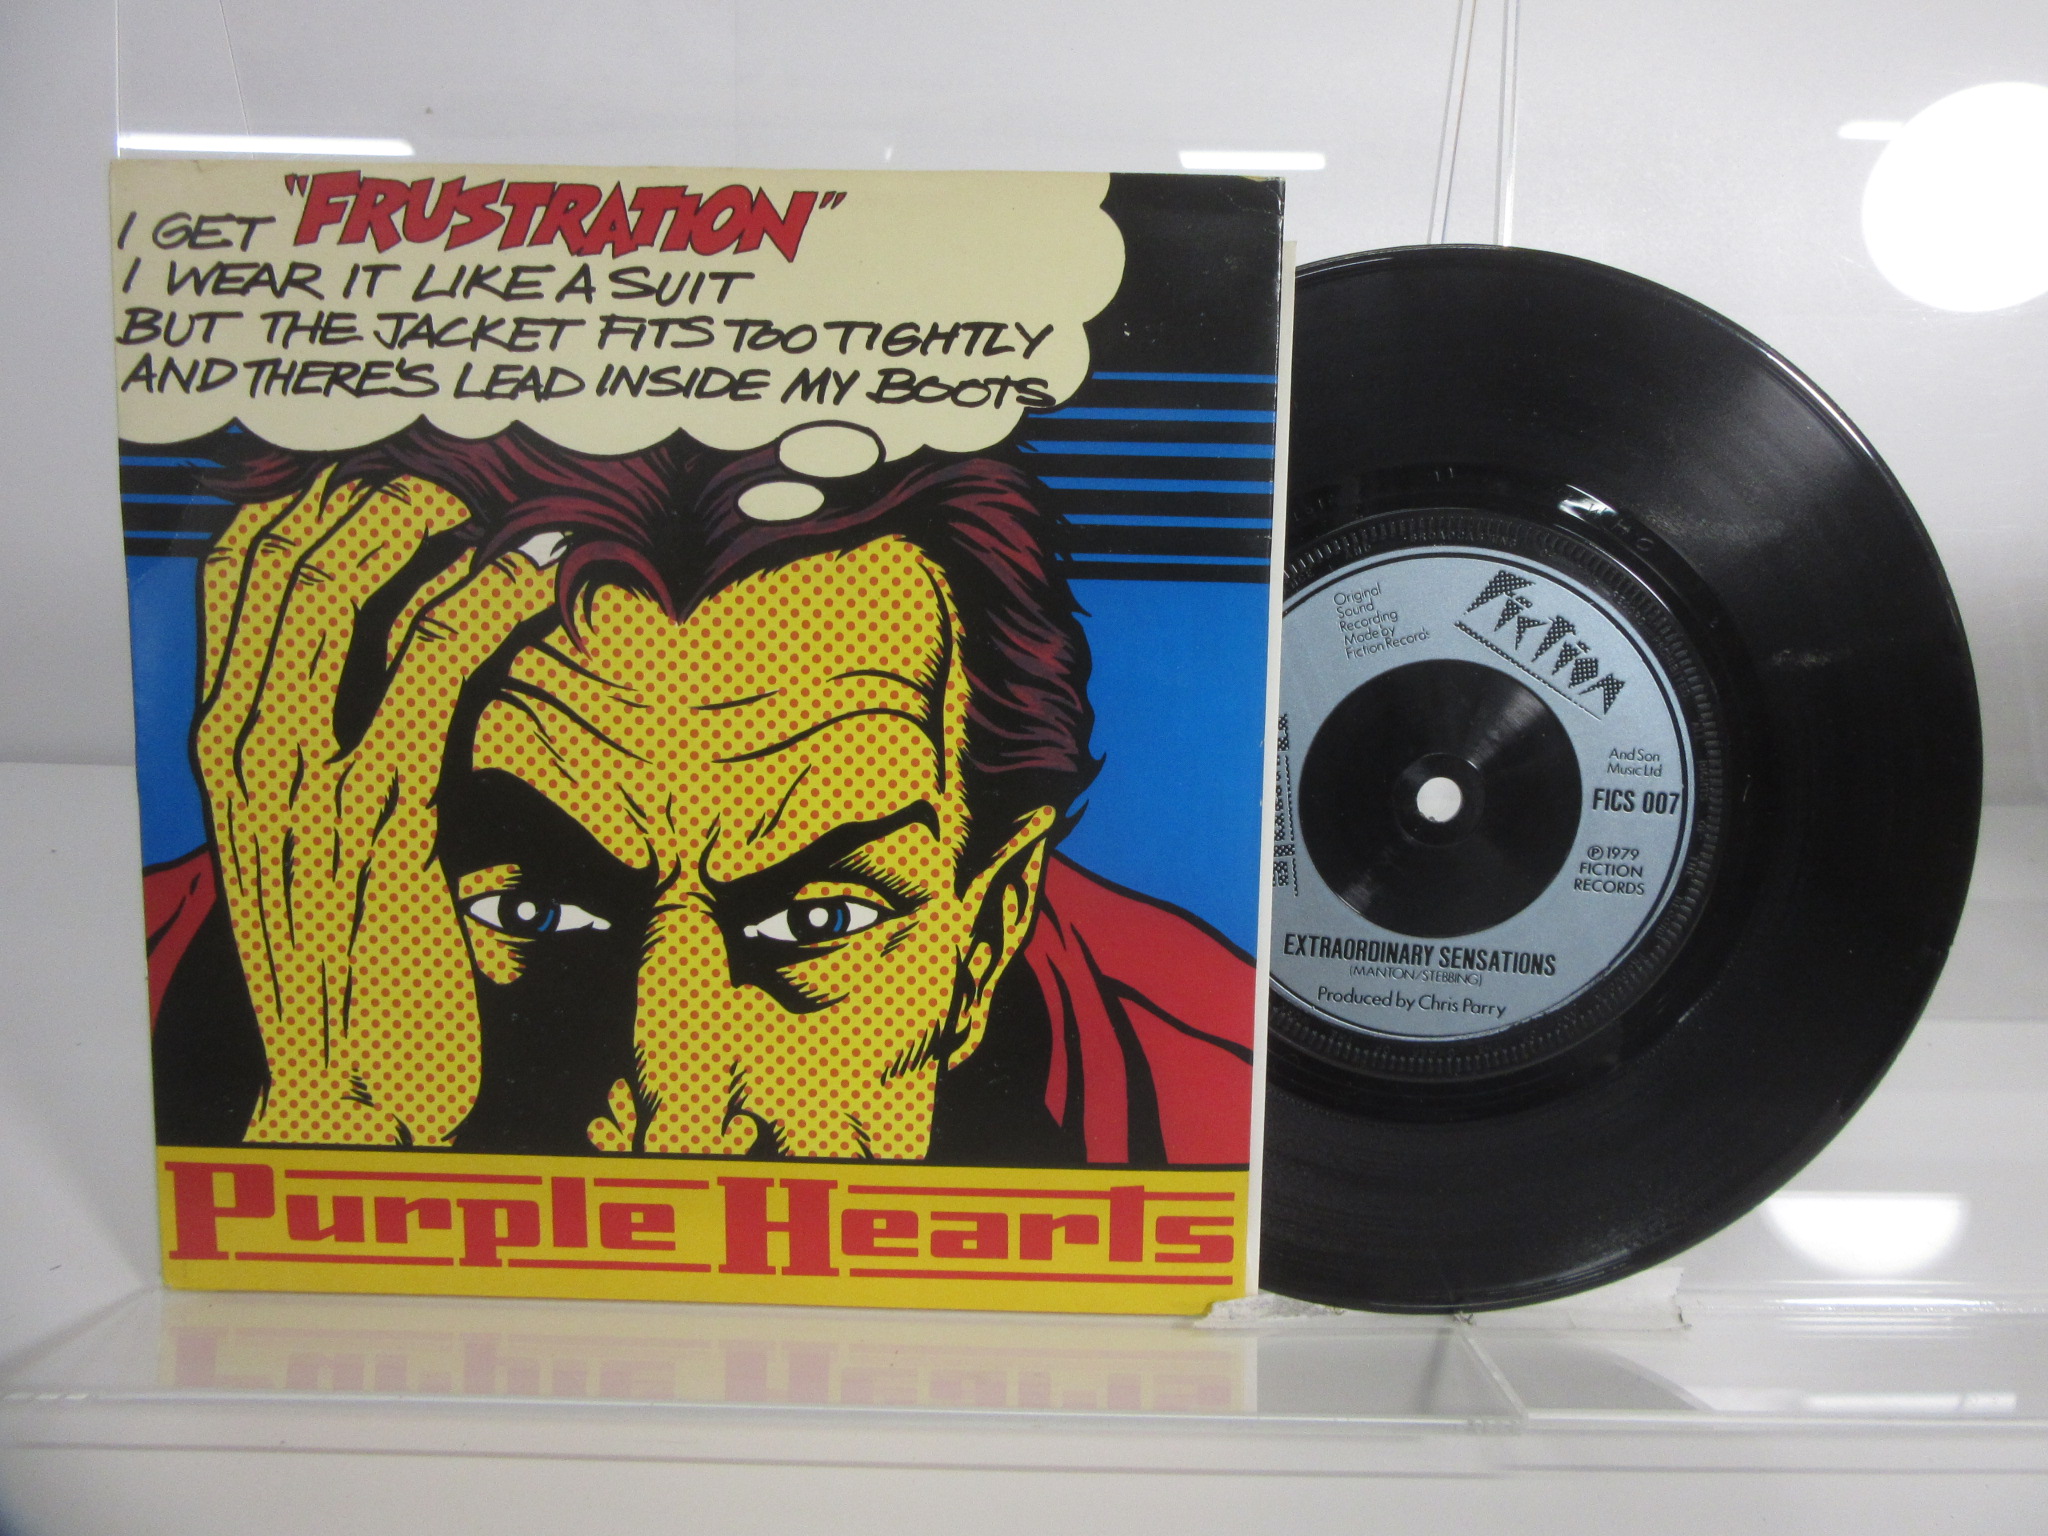 I GET "FRUSTRATION"
I WEAR IT LIKE A SUIT
BUT THE JACKET FITS TOO TIGHTLY
AND THERE'S LEAD INSIDE MY BOOTS
Purple Hearts
Original
Sound
Recording
Made by
Fiction Records
FICTION
And Son
Music Ltd
FICS 007
℗ 1979
FICTION
RECORDS
EXTRAORDINARY SENSATIONS
(MANTON/STEBBING)
Produced by Chris Parry